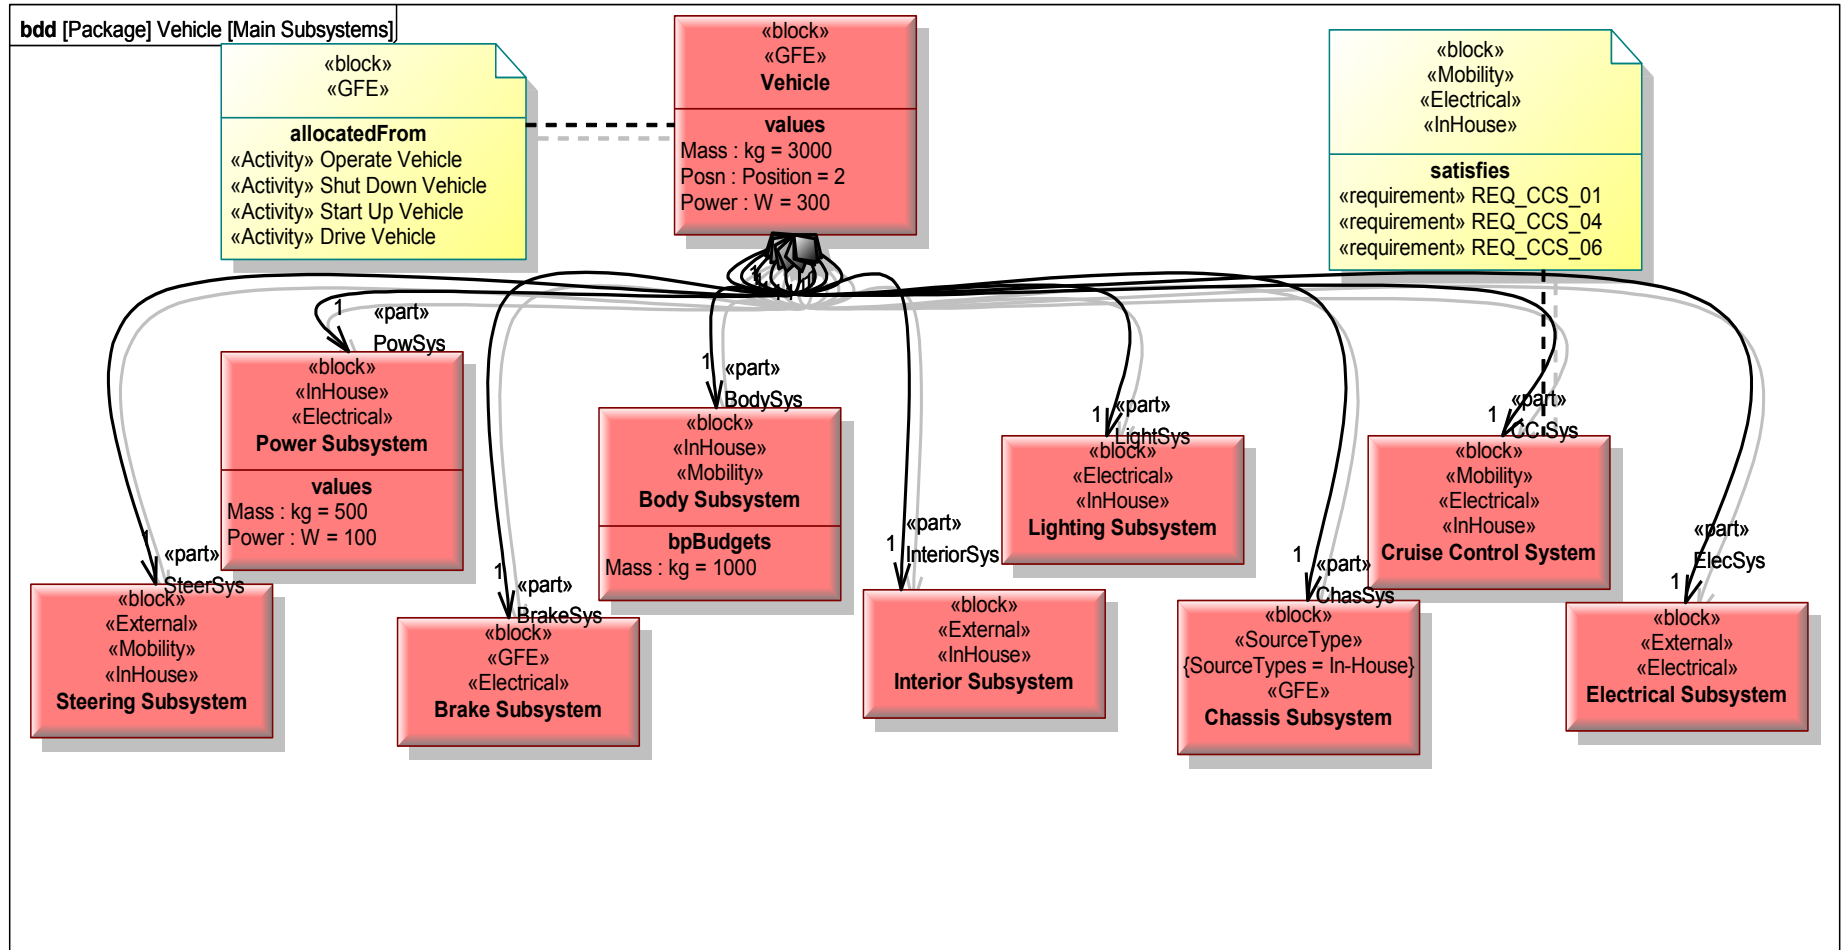 bdd [Package] Vehicle [Main Subsystems]
«block»
«GFE»
allocatedFrom
«Activity» Operate Vehicle
«Activity» Shut Down Vehicle
«Activity» Start Up Vehicle
«Activity» Drive Vehicle
«block»
«GFE»
Vehicle
values
Mass : kg = 3000
Posn : Position = 2
Power : W = 300
«block»
«Mobility»
«Electrical»
«InHouse»
satisfies
«requirement» REQ_CCS_01
«requirement» REQ_CCS_04
«requirement» REQ_CCS_06
1
«part»
PowSys
«block»
«InHouse»
«Electrical»
Power Subsystem
values
Mass : kg = 500
Power : W = 100
1
«part»
BodySys
«block»
«InHouse»
«Mobility»
Body Subsystem
bpBudgets
Mass : kg = 1000
1
«part»
LightSys
«block»
«Electrical»
«InHouse»
Lighting Subsystem
1
«part»
CCSys
«block»
«Mobility»
«Electrical»
«InHouse»
Cruise Control System
1
«part»
SteerSys
«block»
«External»
«Mobility»
«InHouse»
Steering Subsystem
1
«part»
BrakeSys
«block»
«GFE»
«Electrical»
Brake Subsystem
1
«part»
InteriorSys
«block»
«External»
«InHouse»
Interior Subsystem
1
«part»
ChasSys
«block»
«SourceType»
{SourceTypes = In-House}
«GFE»
Chassis Subsystem
1
«part»
ElecSys
«block»
«External»
«Electrical»
Electrical Subsystem